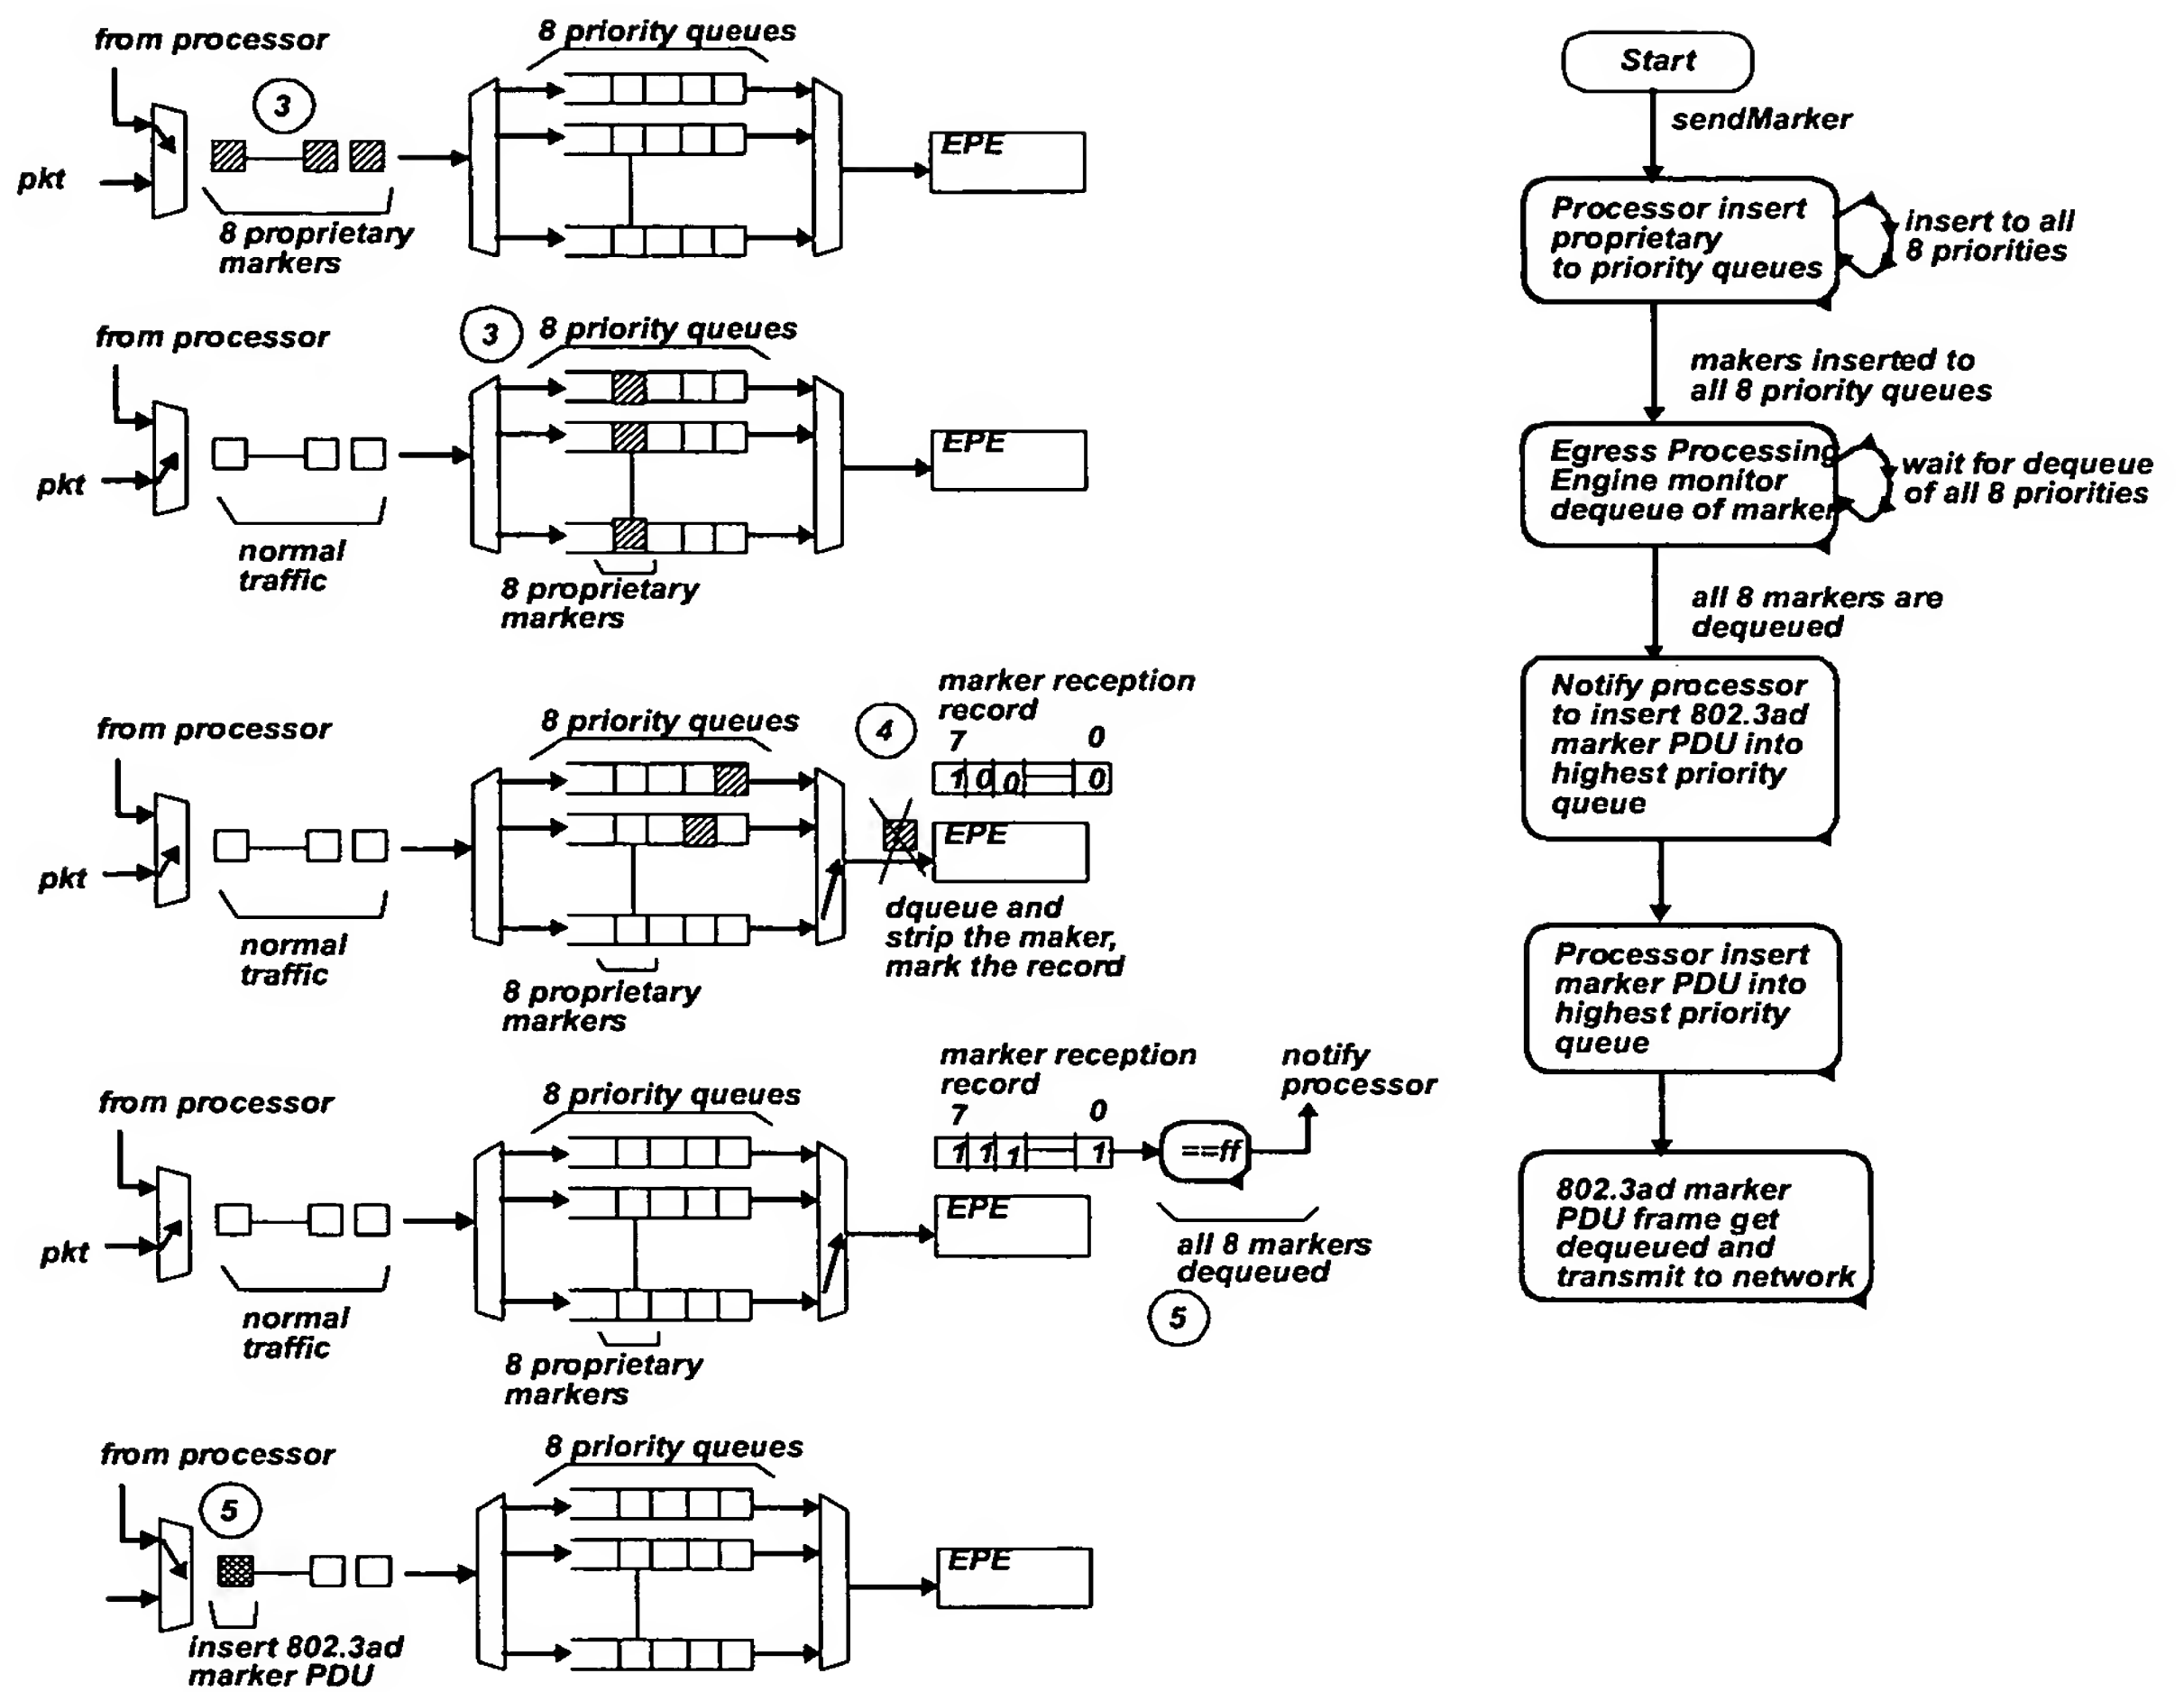 from processor
8 priority queues
3
pkt
EPE
8 proprietary
markers
from processor
3
8 priority queues
pkt
EPE
normal
traffic
8 proprietary
markers
marker reception
record
7 0
1 0 0 0
from processor
8 priority queues
4
pkt
EPE
dqueue and
strip the maker,
mark the record
normal
traffic
8 proprietary
markers
marker reception
record
7 0
1 1 1 1
==ff
notify
processor
from processor
8 priority queues
pkt
EPE
all 8 markers
dequeued
5
normal
traffic
8 proprietary
markers
from processor
8 priority queues
5
EPE
insert 802.3ad
marker PDU
Start
sendMarker
Processor insert
proprietary
to priority queues
insert to all
8 priorities
makers inserted to
all 8 priority queues
Egress Processing
Engine monitor
dequeue of marker
wait for dequeue
of all 8 priorities
all 8 markers are
dequeued
Notify processor
to insert 802.3ad
marker PDU into
highest priority
queue
Processor insert
marker PDU into
highest priority
queue
802.3ad marker
PDU frame get
dequeued and
transmit to network